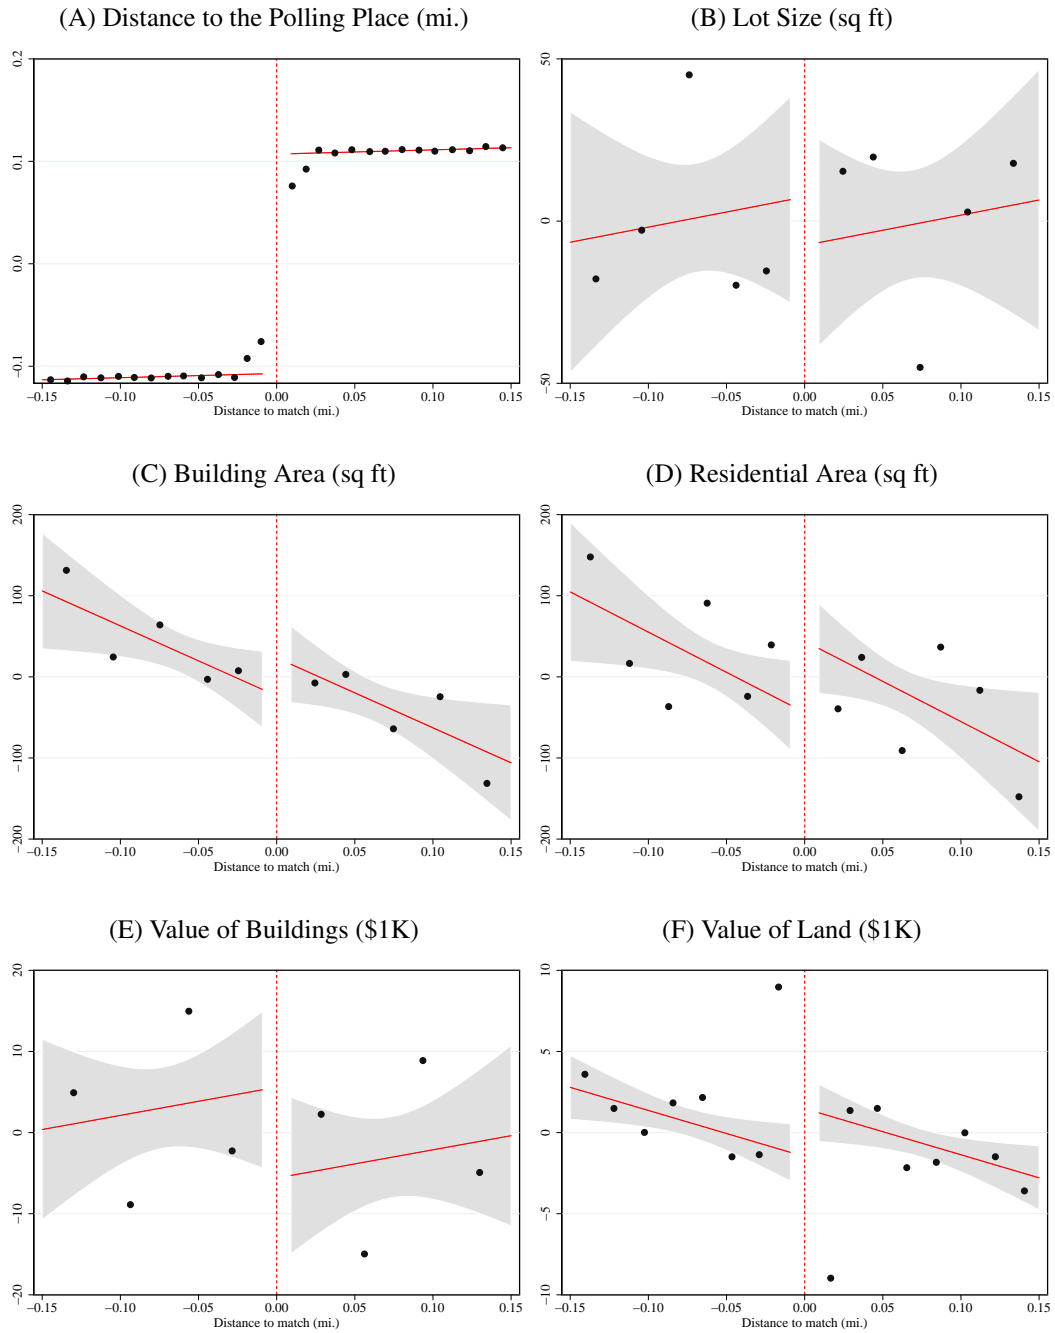 (A) Distance to the Polling Place (mi.)
(B) Lot Size (sq ft)
0.2
0.1
0.0
−0.1
−0.15 −0.10 −0.05 0.00 0.05 0.10 0.15
Distance to match (mi.)
50
0
−50
−0.15 −0.10 −0.05 0.00 0.05 0.10 0.15
Distance to match (mi.)
(C) Building Area (sq ft)
(D) Residential Area (sq ft)
200
100
0
−100
−200
−0.15 −0.10 −0.05 0.00 0.05 0.10 0.15
Distance to match (mi.)
200
100
0
−100
−200
−0.15 −0.10 −0.05 0.00 0.05 0.10 0.15
Distance to match (mi.)
(E) Value of Buildings ($1K)
(F) Value of Land ($1K)
20
10
0
−10
−20
−0.15 −0.10 −0.05 0.00 0.05 0.10 0.15
Distance to match (mi.)
10
5
0
−5
−10
−0.15 −0.10 −0.05 0.00 0.05 0.10 0.15
Distance to match (mi.)